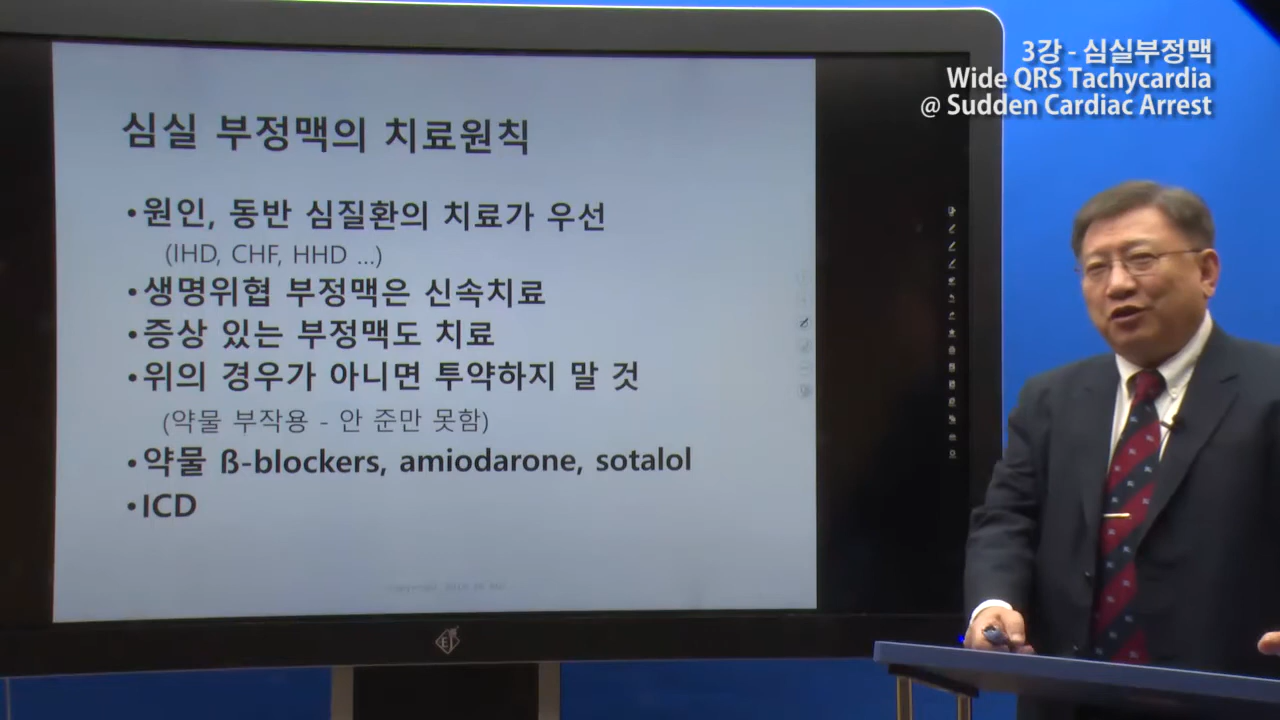 3강 - 심실부정맥
Wide QRS Tachycardia
@ Sudden Cardiac Arrest
심실 부정맥의 치료원칙
•원인, 동반 심질환의 치료가 우선
(IHD, CHF, HHD ...)
•생명위협 부정맥은 신속치료
•증상 있는 부정맥도 치료
•위의 경우가 아니면 투약하지 말 것
(약물 부작용 - 안 준만 못함)
•약물 ß-blockers, amiodarone, sotalol
•ICD